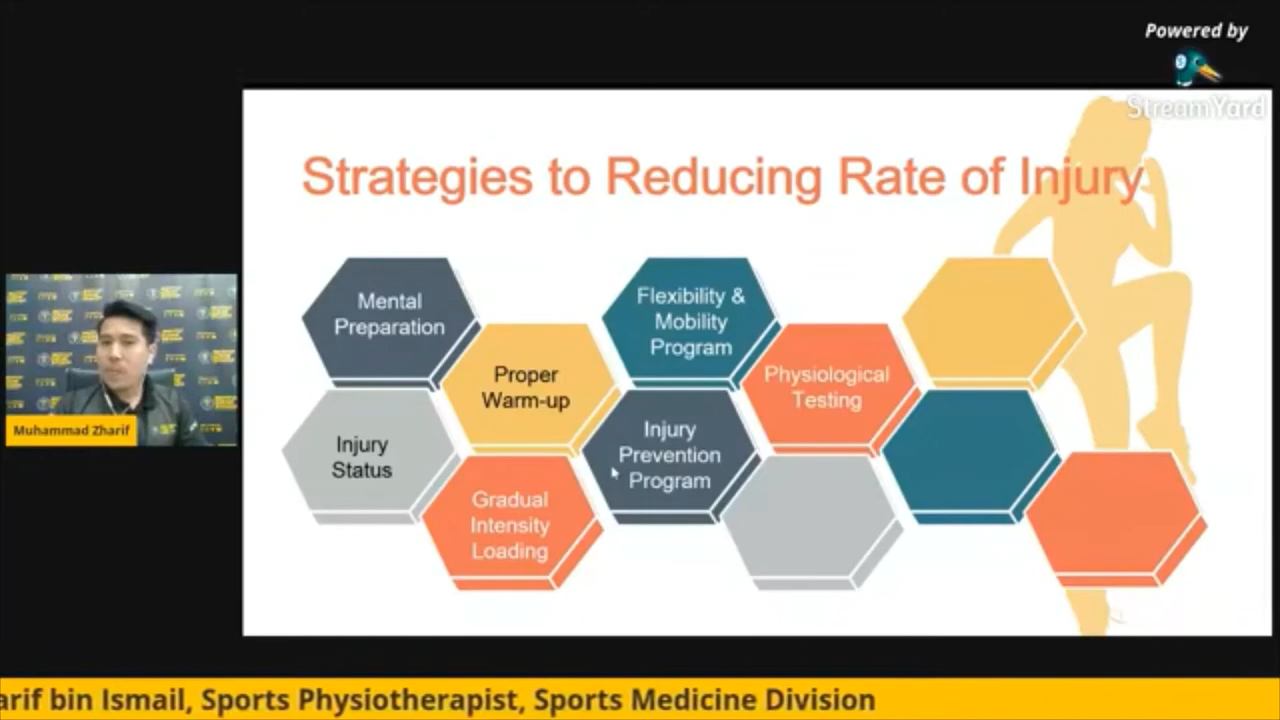 Powered by
StreamYard
Strategies to Reducing Rate of Injury
Mental
Preparation
Proper
Warm-up
Flexibility &
Mobility
Program
Physiological
Testing
Injury
Status
Gradual
Intensity
Loading
Injury
Prevention
Program
Muhammad Zharif
arif bin Ismail, Sports Physiotherapist, Sports Medicine Division